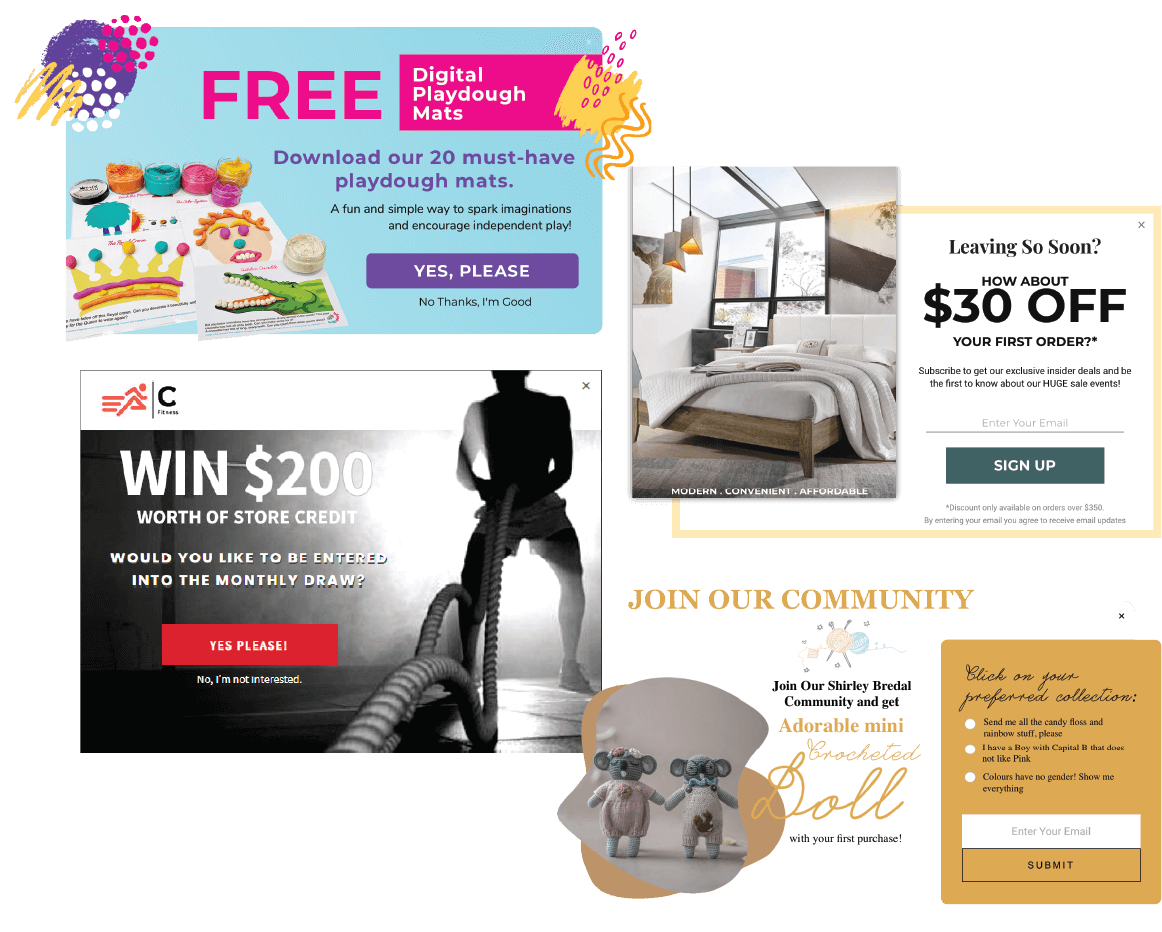 FREE
Digital
Playdough
Mats
Download our 20 must-have
playdough mats.
A fun and simple way to spark imaginations
and encourage independent play!
YES, PLEASE
No Thanks, I'm Good
×
Leaving So Soon?
HOW ABOUT
$30 OFF
YOUR FIRST ORDER?*
Subscribe to get our exclusive insider deals and be
the first to know about our HUGE sale events!
Enter Your Email
SIGN UP
*Discount only available on orders over $350.
By entering your email you agree to receive email updates
MODERN . CONVENIENT . AFFORDABLE
C
Fitness
×
WIN $200
WORTH OF STORE CREDIT
WOULD YOU LIKE TO BE ENTERED
INTO THE MONTHLY DRAW?
YES PLEASE!
No, I'm not interested.
JOIN OUR COMMUNITY
×
Join Our Shirley Bredal
Community and get
Adorable mini
Crocheted
Doll
with your first purchase!
Click on your
preferred collection:
Send me all the candy floss and
rainbow stuff, please
I have a Boy with Capital B that does
not like Pink
Colours have no gender! Show me
everything
Enter Your Email
SUBMIT